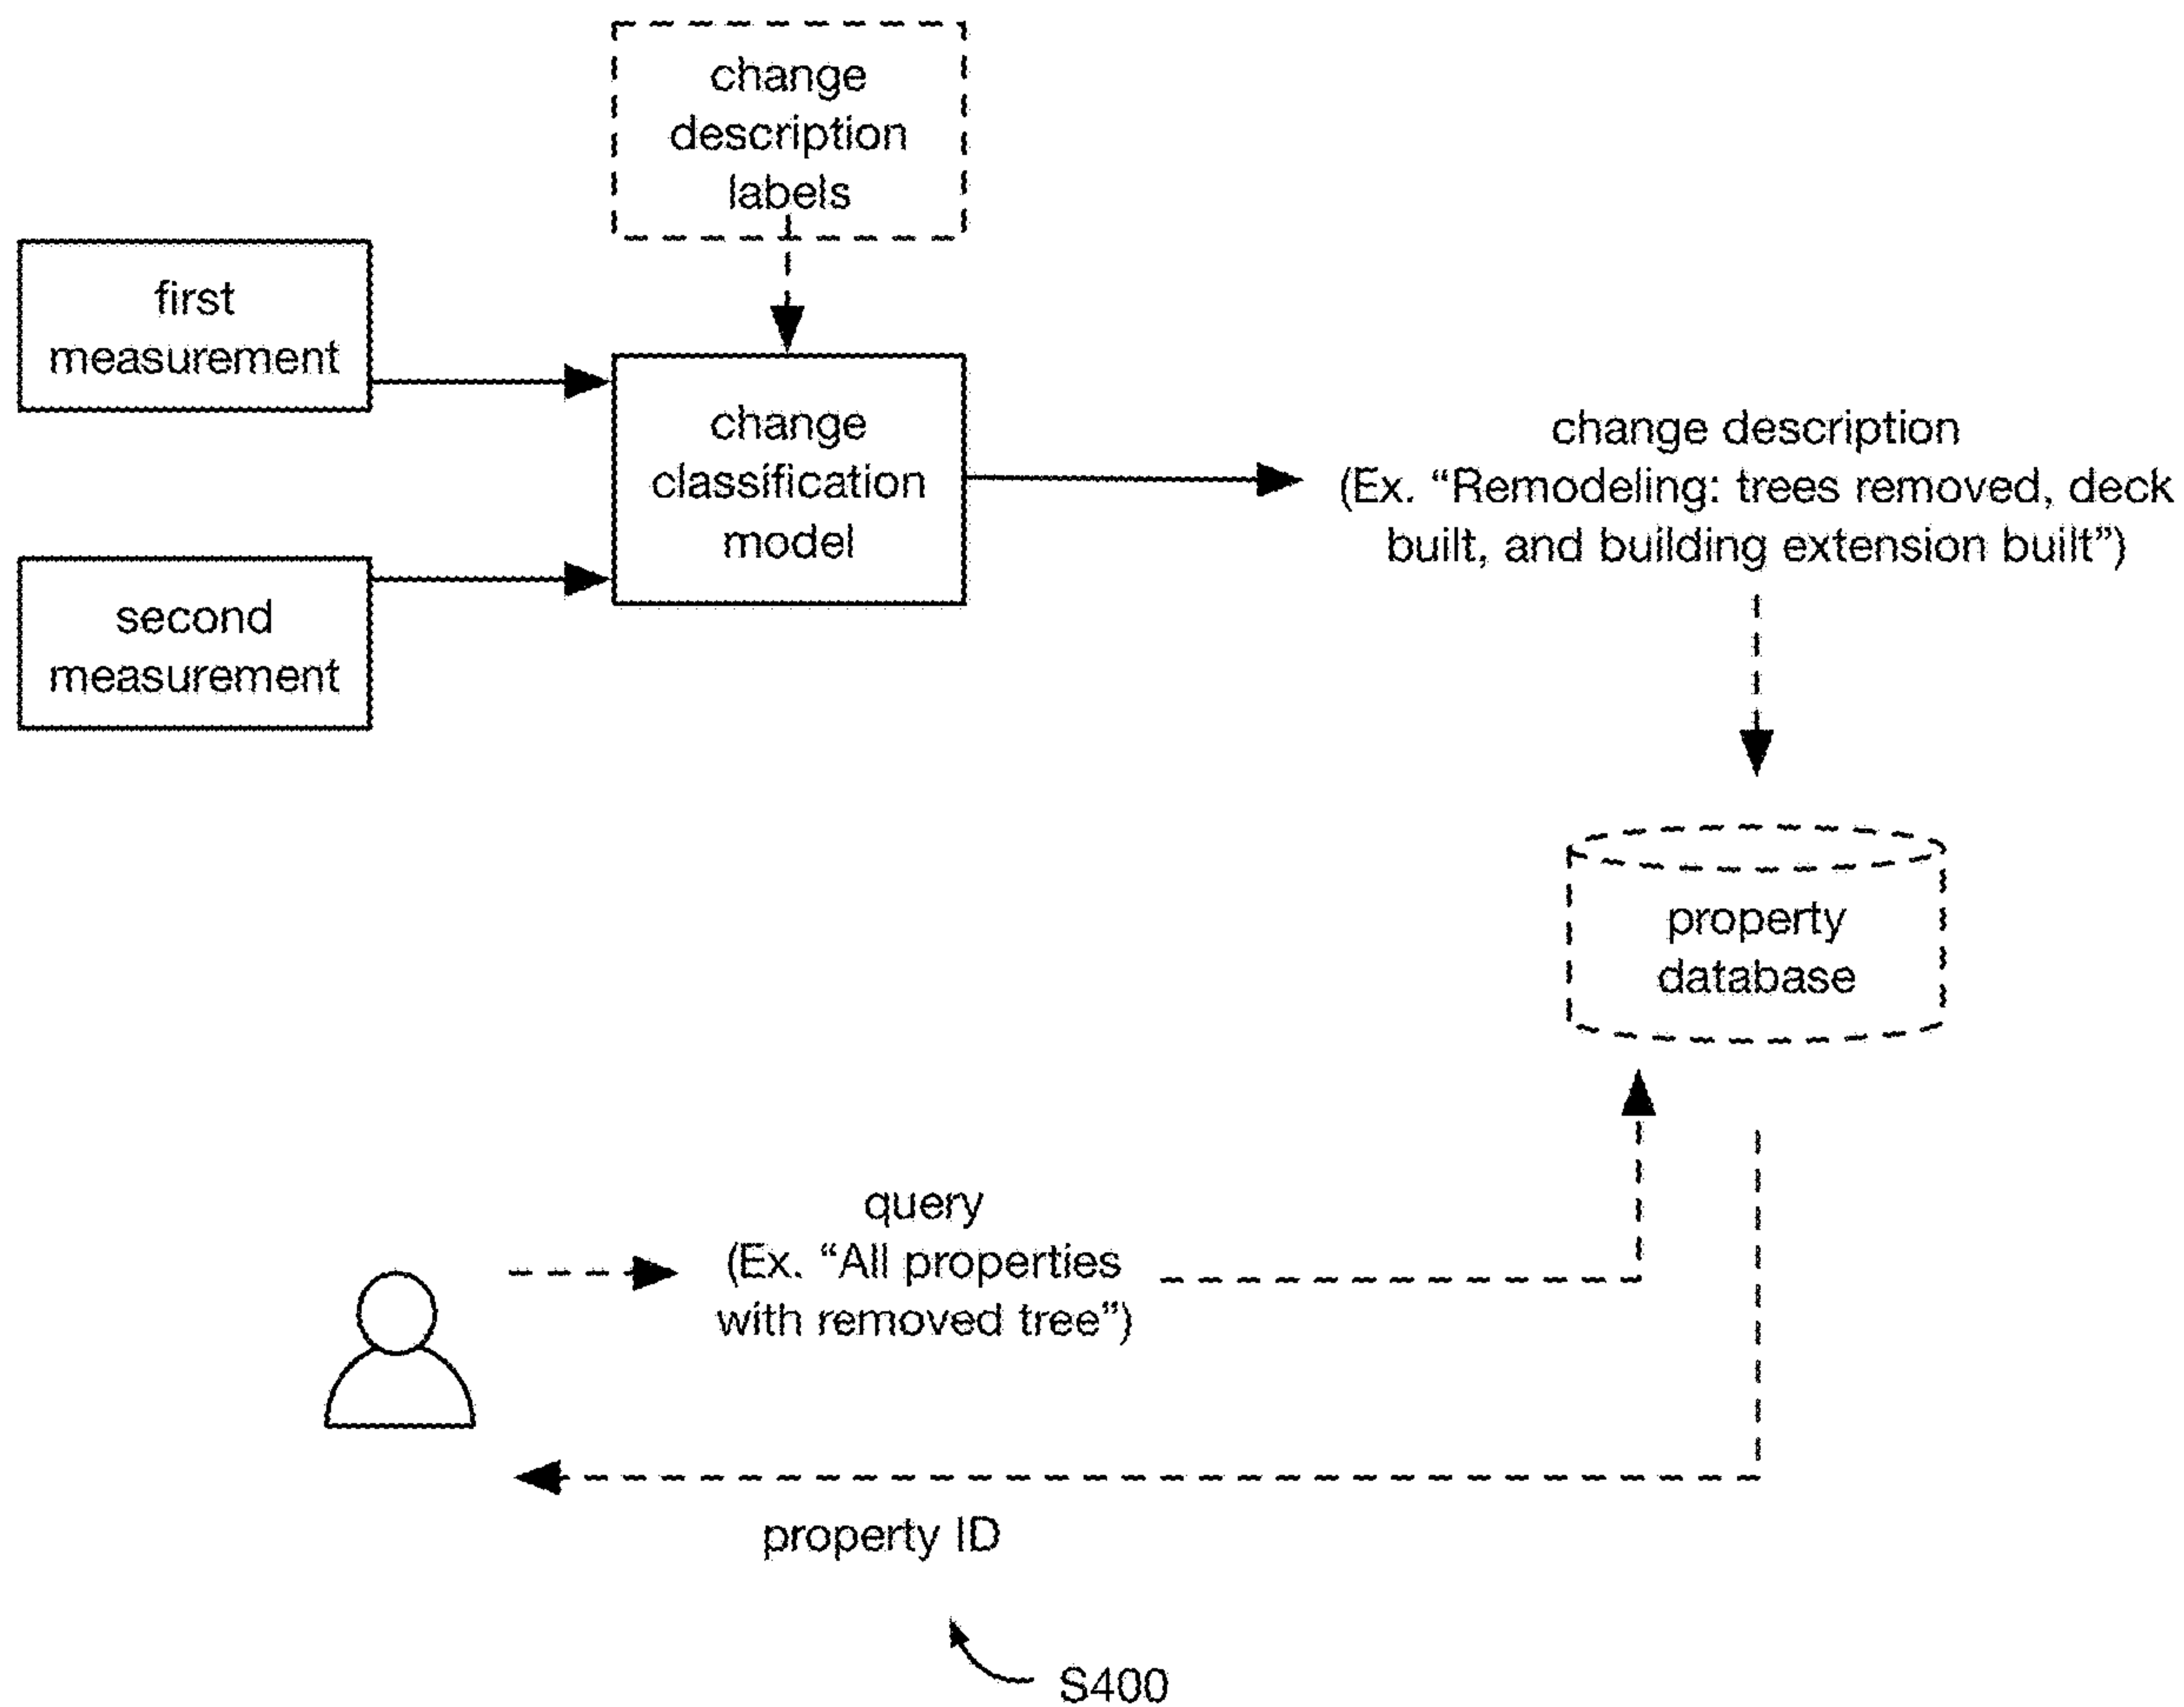 change
description
labels
first
measurement
change
classification
model
second
measurement
change description
(Ex. “Remodeling: trees removed, deck
built, and building extension built”)
property
database
query
(Ex. “All properties
with removed tree”)
property ID
S400